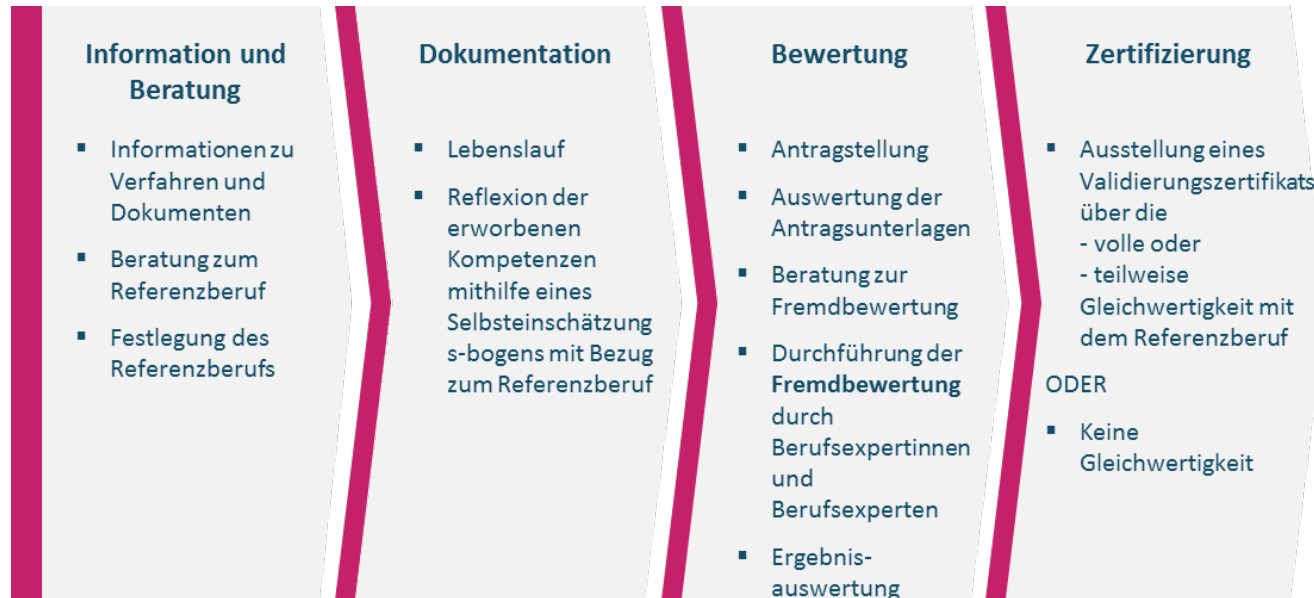 Information und
Beratung
▪ Informationen zu
Verfahren und
Dokumenten
▪ Beratung zum
Referenzberuf
▪ Festlegung des
Referenzberufs
Dokumentation
▪ Lebenslauf
▪ Reflexion der
erworbenen
Kompetenzen
mithilfe eines
Selbsteinschätzung
s-bogens mit Bezug
zum Referenzberuf
Bewertung
▪ Antragstellung
▪ Auswertung der
Antragsunterlagen
▪ Beratung zur
Fremdbewertung
▪ Durchführung der
Fremdbewertung
durch
Berufsexpertinnen
und
Berufsexperten
▪ Ergebnis-
auswertung
Zertifizierung
▪ Ausstellung eines
Validierungszertifikats
über die
- volle oder
- teilweise
Gleichwertigkeit mit
dem Referenzberuf
ODER
▪ Keine
Gleichwertigkeit